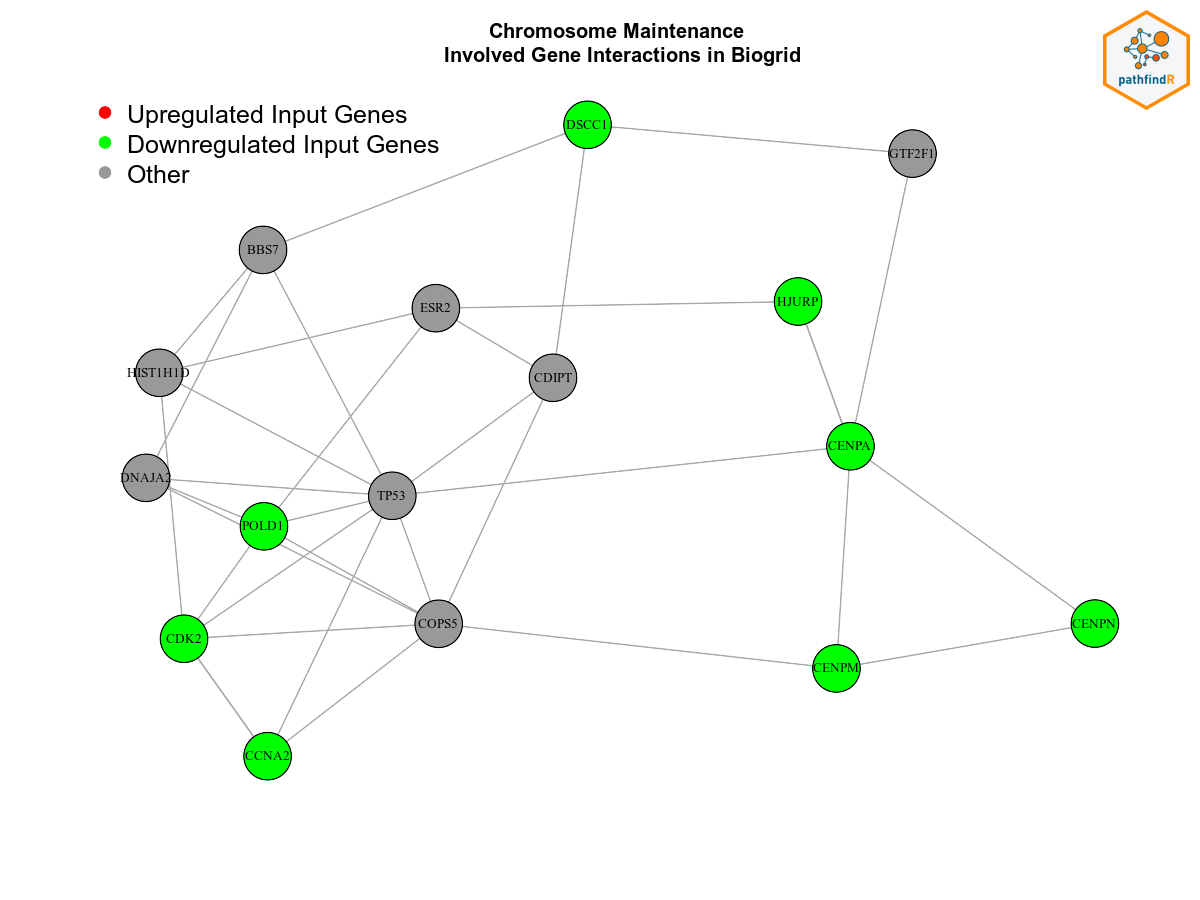 Chromosome Maintenance
Involved Gene Interactions in Biogrid
pathfindR
Upregulated Input Genes
Downregulated Input Genes
Other
DSCC1
GTF2F1
BBS7
HJURP
ESR2
HIST1H1D
CDIPT
CENPA
DNAJA2
TP53
POLD1
CDK2
COPS5
CENPN
CENPM
CCNA2